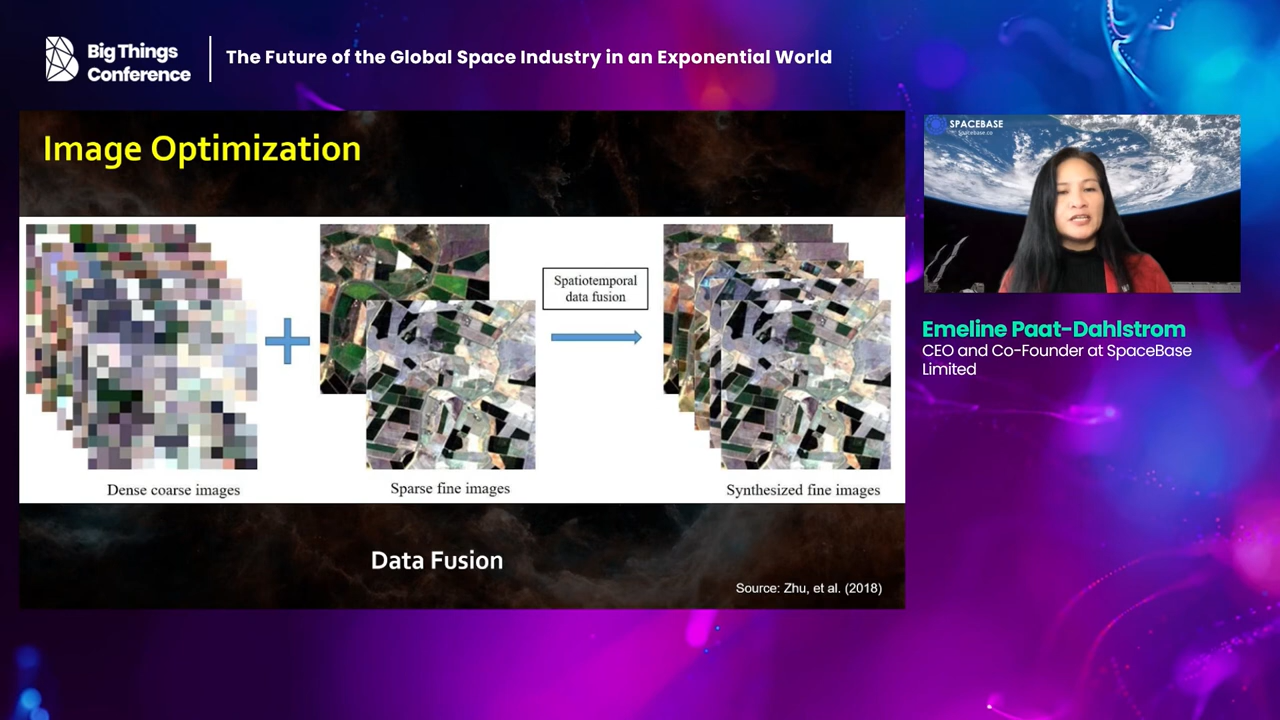 Big Things
Conference
The Future of the Global Space Industry in an Exponential World
Image Optimization
Spatiotemporal
data fusion
Dense coarse images
Sparse fine images
Synthesized fine images
Data Fusion
Source: Zhu, et al. (2018)
SPACEBASE
Spacebase.co
Emeline Paat-Dahlstrom
CEO and Co-Founder at SpaceBase
Limited